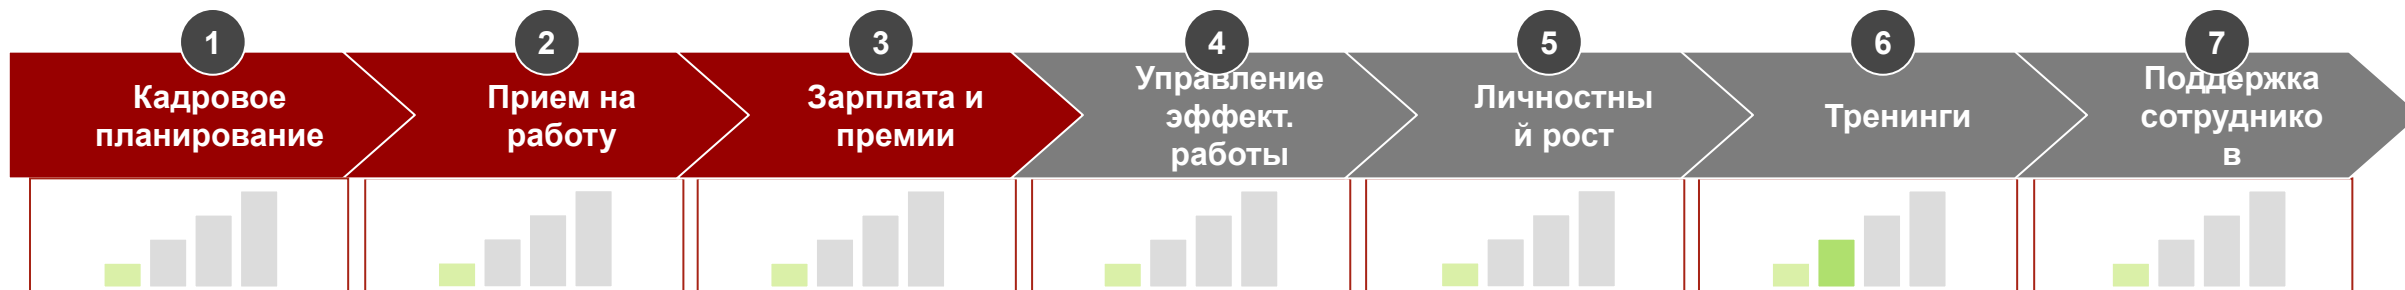 1
Кадровое
планирование
2
Прием на
работу
3
Зарплата и
премии
4
Управление
эффект.
работы
5
Личностны
й рост
6
Тренинги
7
Поддержка
сотруднико
в